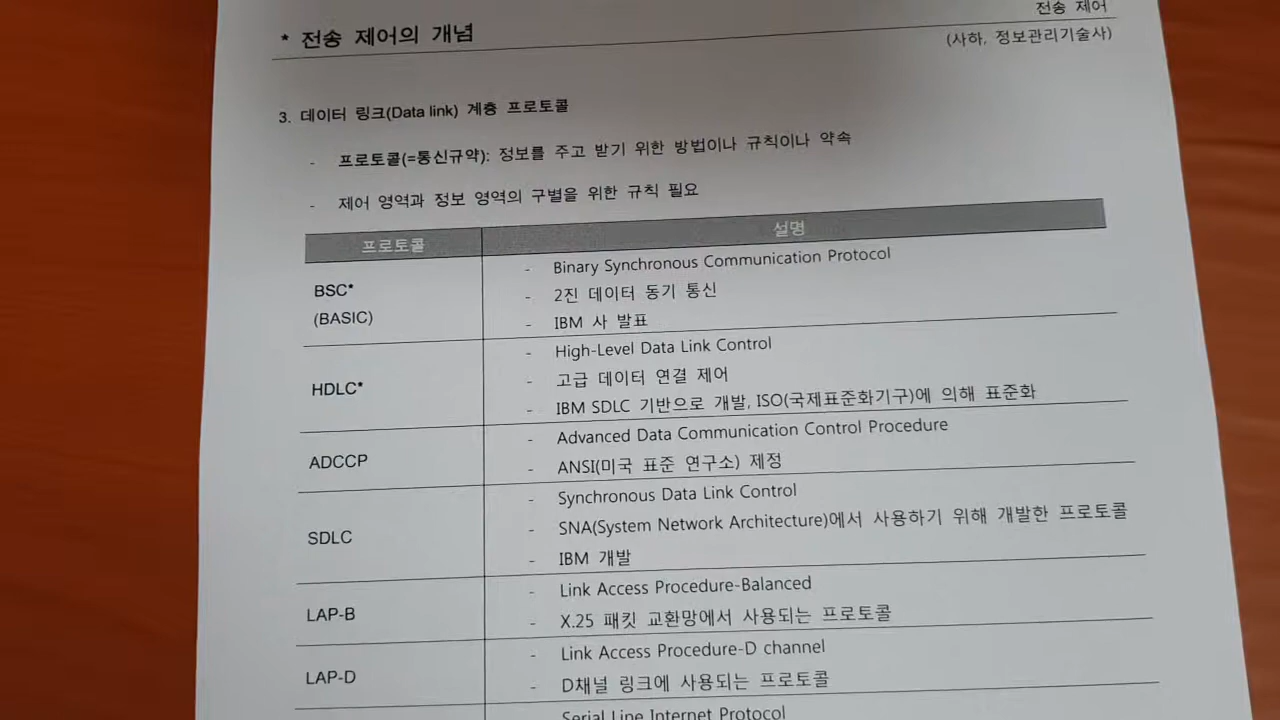 전송 제어
* 전송 제어의 개념
(사하, 정보관리기술사)
3. 데이터 링크(Data link) 계층 프로토콜
- 프로토콜(=통신규약): 정보를 주고 받기 위한 방법이나 규칙이나 약속
- 제어 영역과 정보 영역의 구별을 위한 규칙 필요
프로토콜 설명
BSC*
(BASIC)
- Binary Synchronous Communication Protocol
- 2진 데이터 동기 통신
- IBM 사 발표
HDLC*
- High-Level Data Link Control
- 고급 데이터 연결 제어
- IBM SDLC 기반으로 개발, ISO(국제표준화기구)에 의해 표준화
ADCCP
- Advanced Data Communication Control Procedure
- ANSI(미국 표준 연구소) 제정
SDLC
- Synchronous Data Link Control
- SNA(System Network Architecture)에서 사용하기 위해 개발한 프로토콜
- IBM 개발
LAP-B
- Link Access Procedure-Balanced
- X.25 패킷 교환망에서 사용되는 프로토콜
LAP-D
- Link Access Procedure-D channel
- D채널 링크에 사용되는 프로토콜
Serial Line Internet Protocol